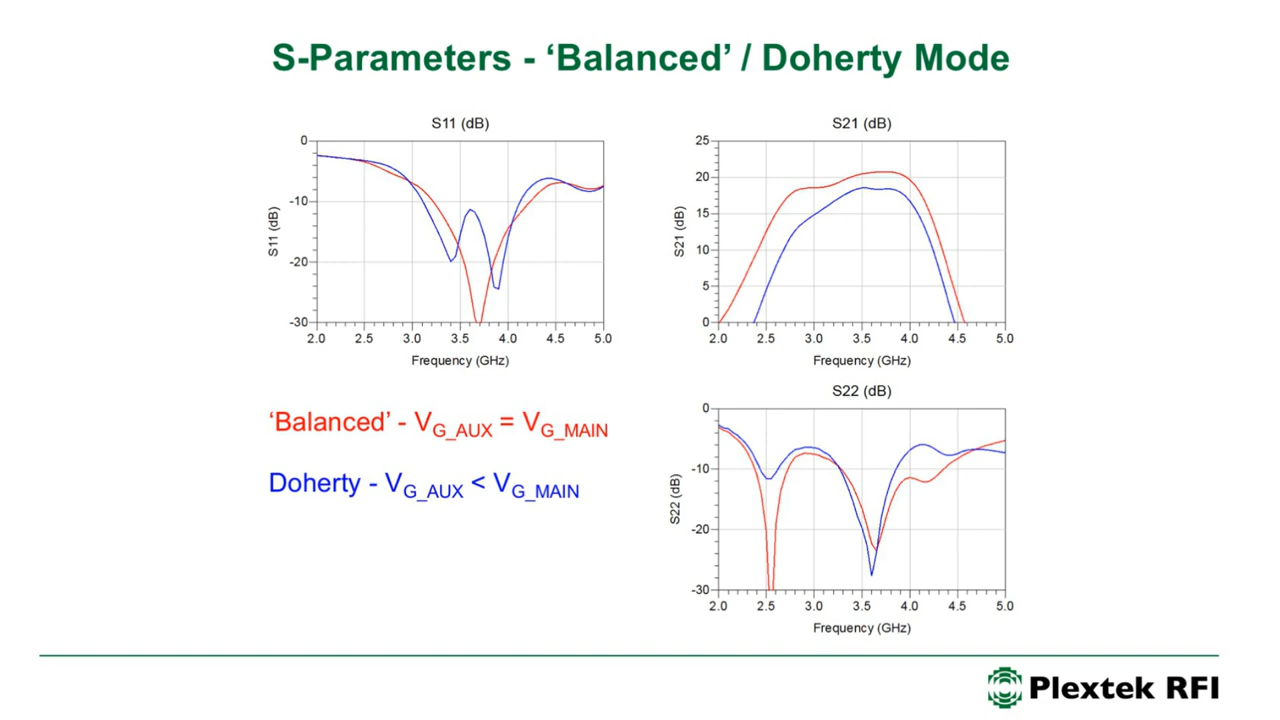 S-Parameters - ‘Balanced’ / Doherty Mode
S11 (dB)
0
-10
-20
-30
S11 (dB)
2.0 2.5 3.0 3.5 4.0 4.5 5.0
Frequency (GHz)
S21 (dB)
25
20
15
10
5
0
S21 (dB)
2.0 2.5 3.0 3.5 4.0 4.5 5.0
Frequency (GHz)
‘Balanced’ - VG_AUX = VG_MAIN
Doherty - VG_AUX < VG_MAIN
S22 (dB)
0
-10
-20
-30
S22 (dB)
2.0 2.5 3.0 3.5 4.0 4.5 5.0
Frequency (GHz)
Plextek RFI